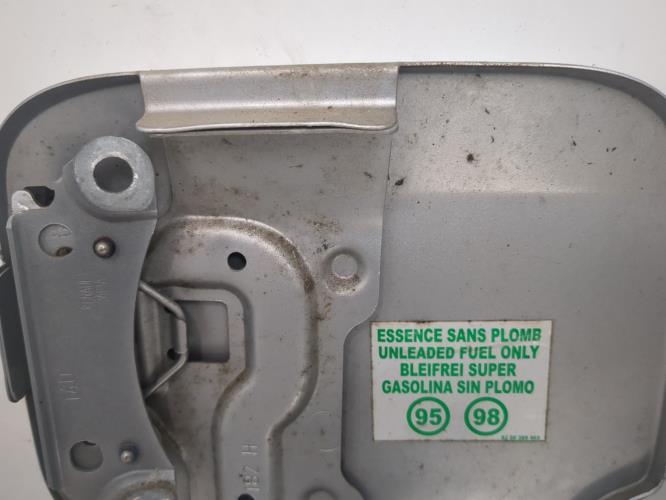 ESSENCE SANS PLOMB
UNLEADED FUEL ONLY
BLEIFREI SUPER
GASOLINA SIN PLOMO
95 98